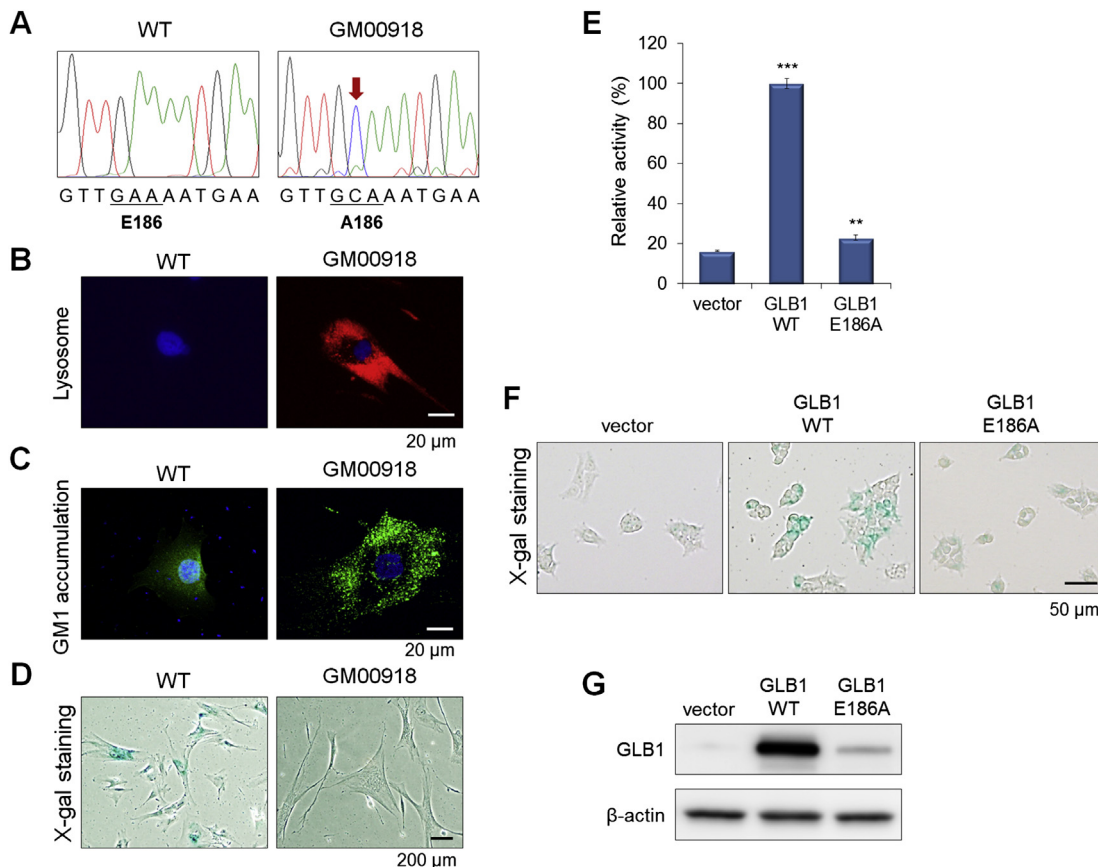 A
WT
GM00918
G T T G A A A A T G A A
G T T G C A A A T G A A
E186
A186
B
WT
GM00918
Lysosome
20 µm
C
WT
GM00918
GM1 accumulation
20 µm
D
WT
GM00918
X-gal staining
200 µm
E
Relative activity (%)
120
100
80
60
40
20
0
***
**
vector
GLB1
WT
GLB1
E186A
F
vector
GLB1
WT
GLB1
E186A
X-gal staining
50 µm
G
vector
GLB1
WT
GLB1
E186A
GLB1
β-actin